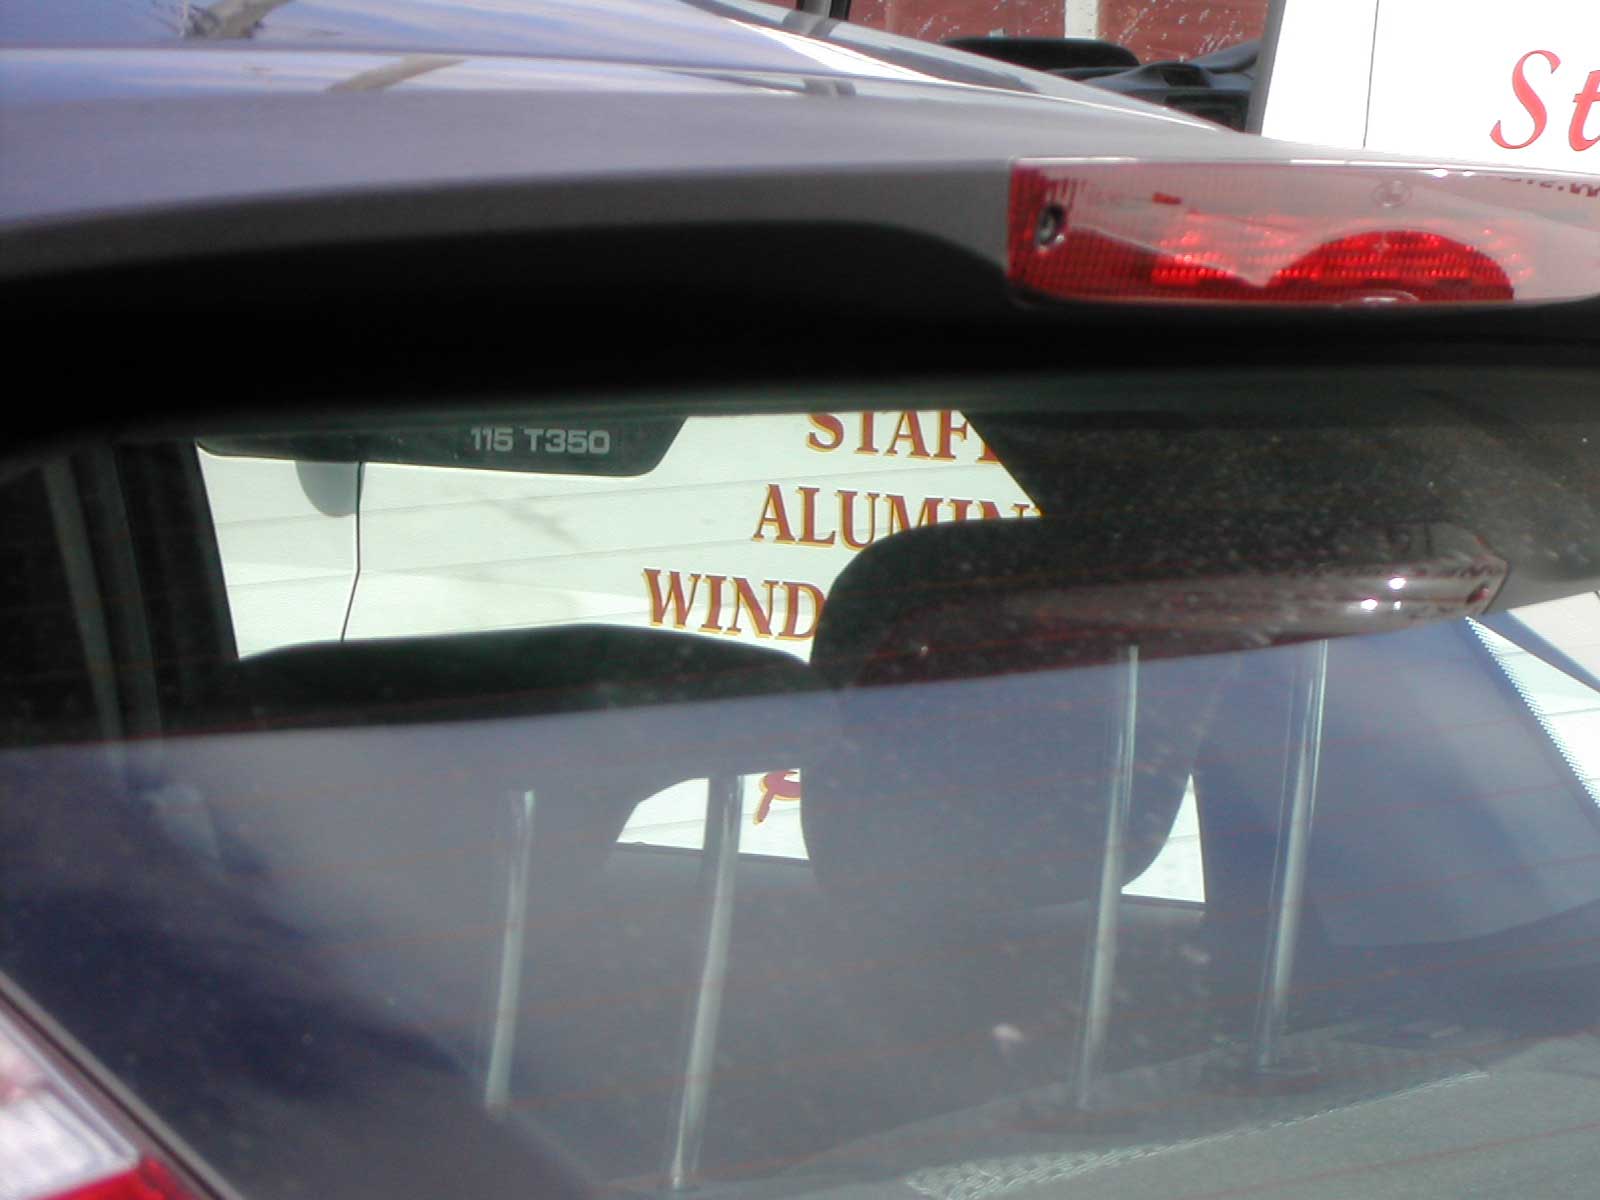 St
115 T350
STAF
ALUMIN
WIND